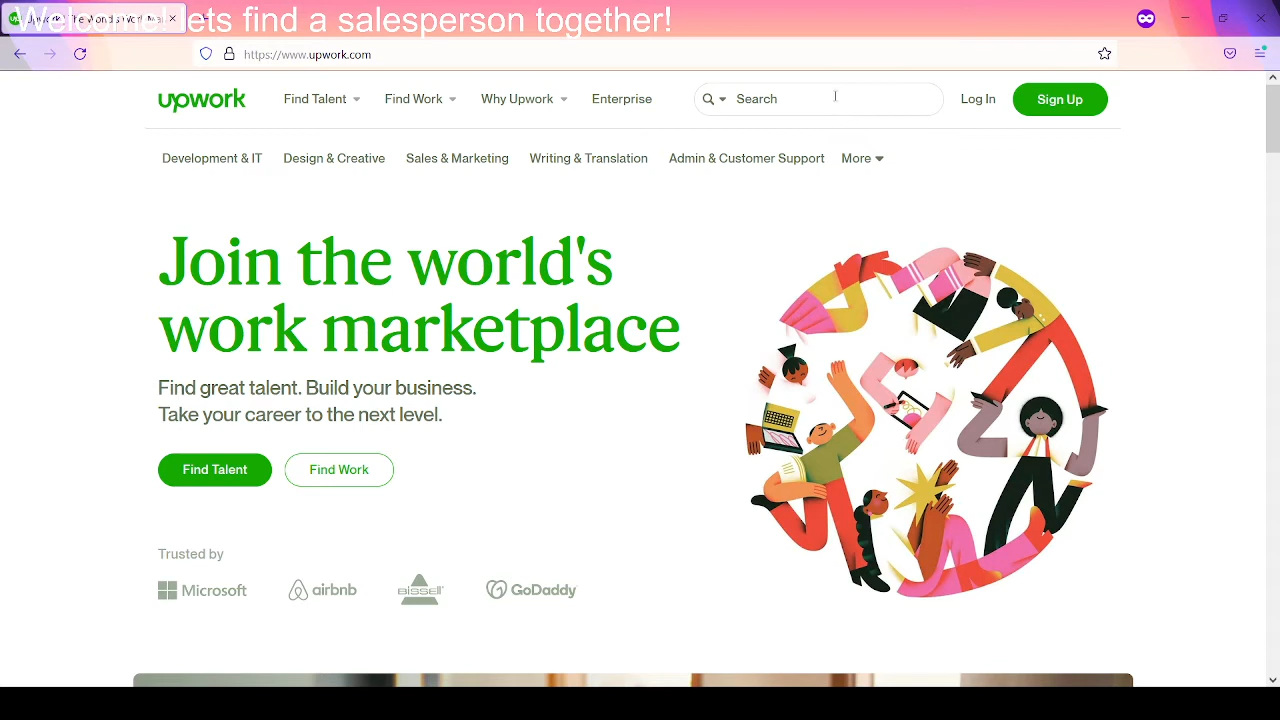 Welcome! lets find a salesperson together!
https://www.upwork.com
upwork
Find Talent
Find Work
Why Upwork
Enterprise
Search
Log In
Sign Up
Development & IT
Design & Creative
Sales & Marketing
Writing & Translation
Admin & Customer Support
More
Join the world's
work marketplace
Find great talent. Build your business.
Take your career to the next level.
Find Talent
Find Work
Trusted by
Microsoft
airbnb
BISSELL
GoDaddy